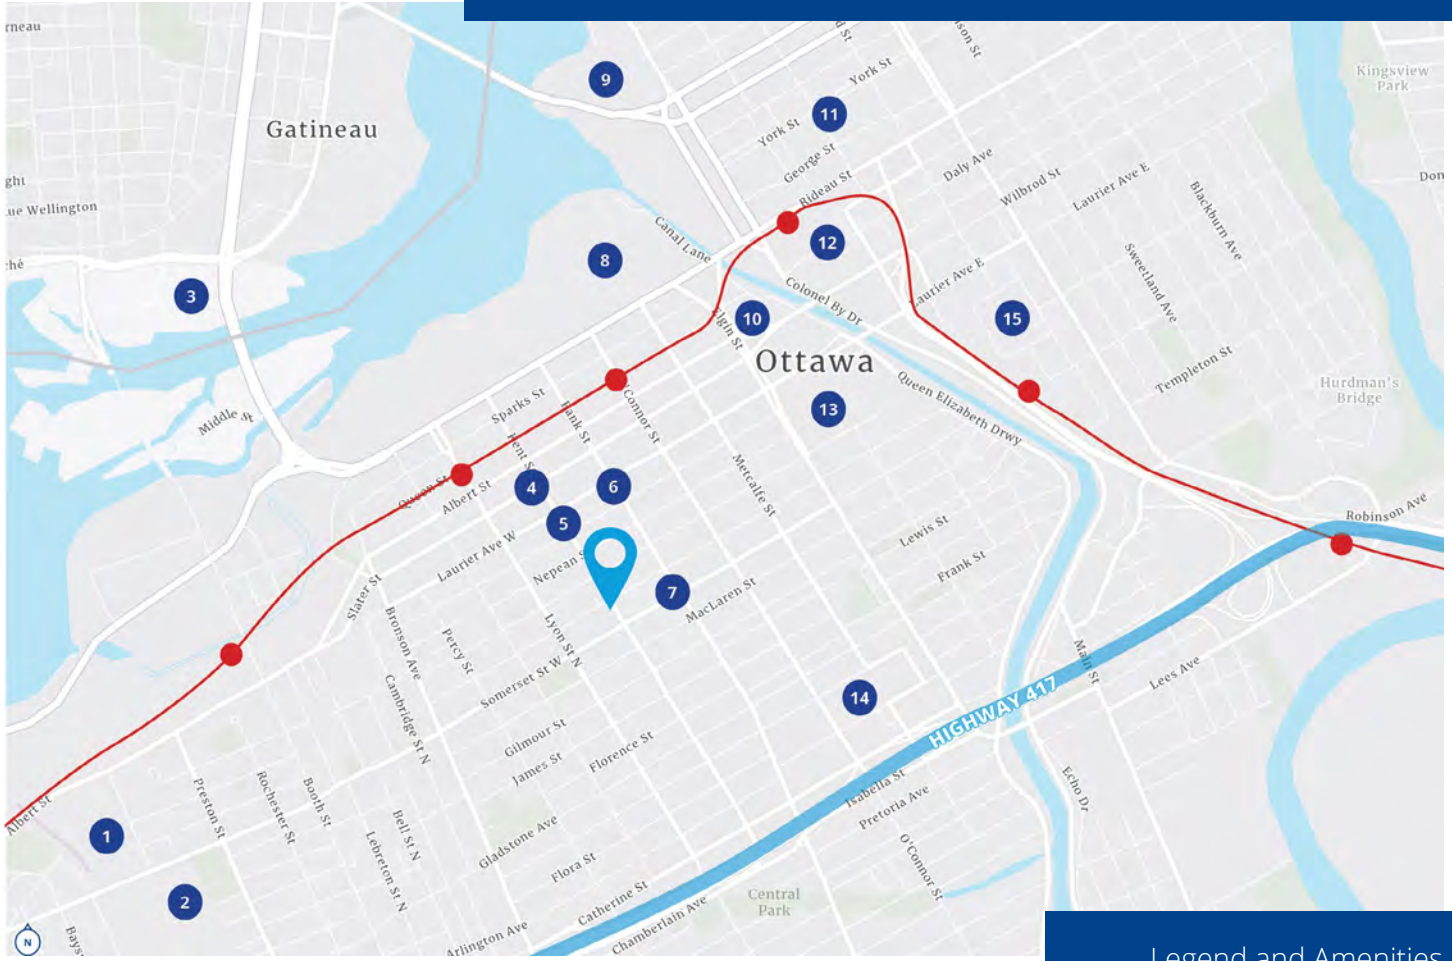 rneau
Gatineau
9
York St
Kingsview
Park
11
York St
George St
Daly Ave
Rideau St
Wilbrod St
Laurier Ave E
Blackburn Ave
Don
ght
ue Wellington
Canal Lane
12
8
ché
3
Colonel By Dr
Laurier Ave E
Sweetland Ave
10
Elgin St
15
Ottawa
Templeton St
Hurdman's
Bridge
Sparks St
Bank St
Connor St
13
Queen Elizabeth Drwy
Middle St
Kent S
Metcalfe St
Queen St
Albert St
4
6
5
Robinson Ave
Lewis St
Laurier Ave W
Nepean S
Frank St
Slater St
7
MacLaren St
Bronson Ave
Percy St
Lyon St N
Somerset St W
Main St
Lees Ave
Cambridge St N
14
HIGHWAY 417
Gilmour St
James St
Florence St
Preston St
Rochester St
Booth St
Albert St
Isabella St
Pretoria Ave
Echo Dr
1
Bell St N
Lebreton St N
Gladstone Ave
Flora St
O'Connor St
2
Catherine St
Central
Park
Chamberlain Ave
Arlington Ave
Bays
N
Legend and Amenities